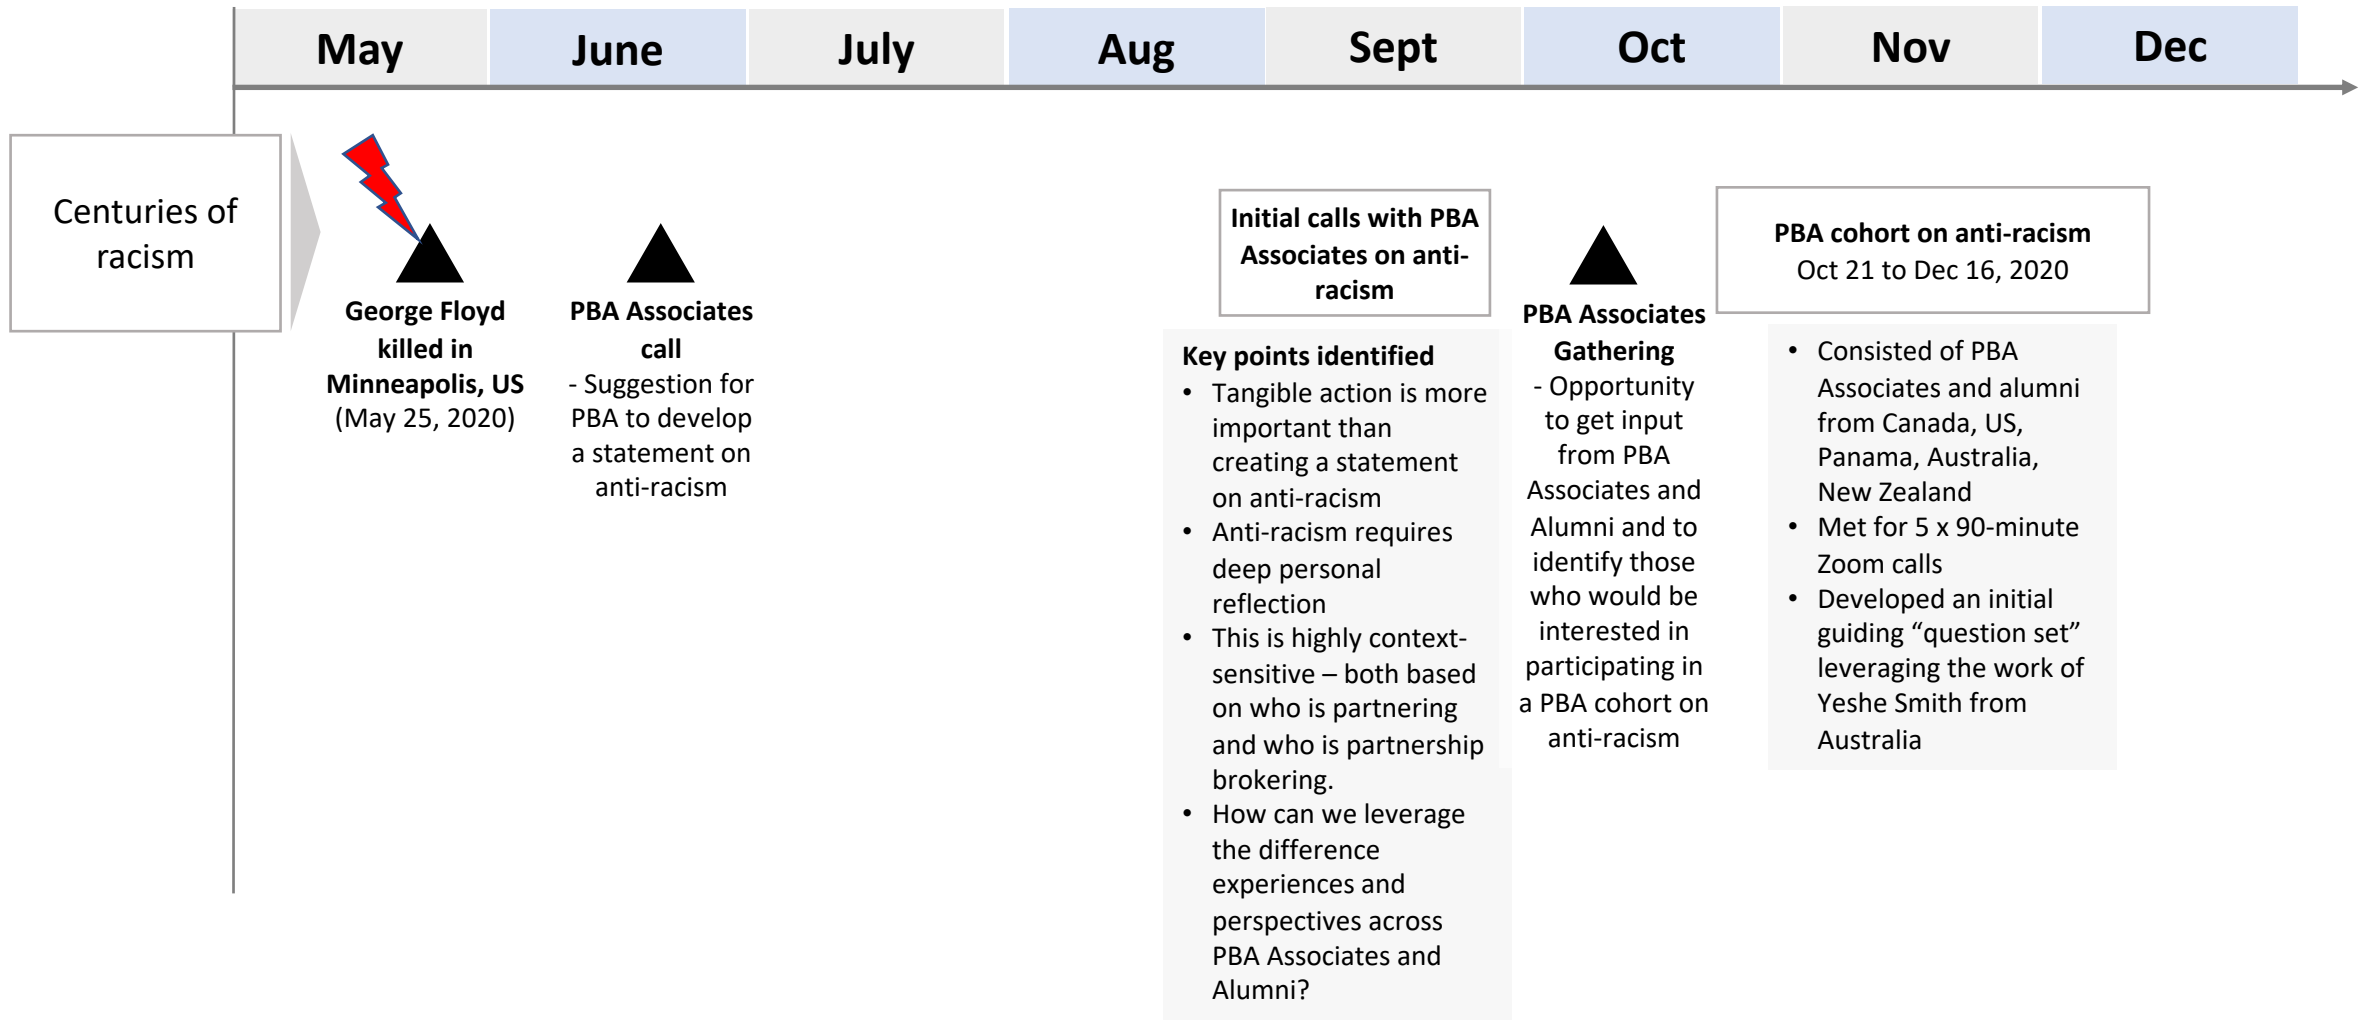 May
June
July
Aug
Sept
Oct
Nov
Dec
Centuries of
racism
George Floyd
killed in
Minneapolis, US
(May 25, 2020)
PBA Associates
call
- Suggestion for
PBA to develop
a statement on
anti-racism
Initial calls with PBA
Associates on anti-
racism
Key points identified
• Tangible action is more
important than
creating a statement
on anti-racism
• Anti-racism requires
deep personal
reflection
• This is highly context-
sensitive – both based
on who is partnering
and who is partnership
brokering.
• How can we leverage
the difference
experiences and
perspectives across
PBA Associates and
Alumni?
PBA Associates
Gathering
- Opportunity
to get input
from PBA
Associates and
Alumni and to
identify those
who would be
interested in
participating in
a PBA cohort on
anti-racism
PBA cohort on anti-racism
Oct 21 to Dec 16, 2020
• Consisted of PBA
Associates and alumni
from Canada, US,
Panama, Australia,
New Zealand
• Met for 5 x 90-minute
Zoom calls
• Developed an initial
guiding “question set”
leveraging the work of
Yeshe Smith from
Australia